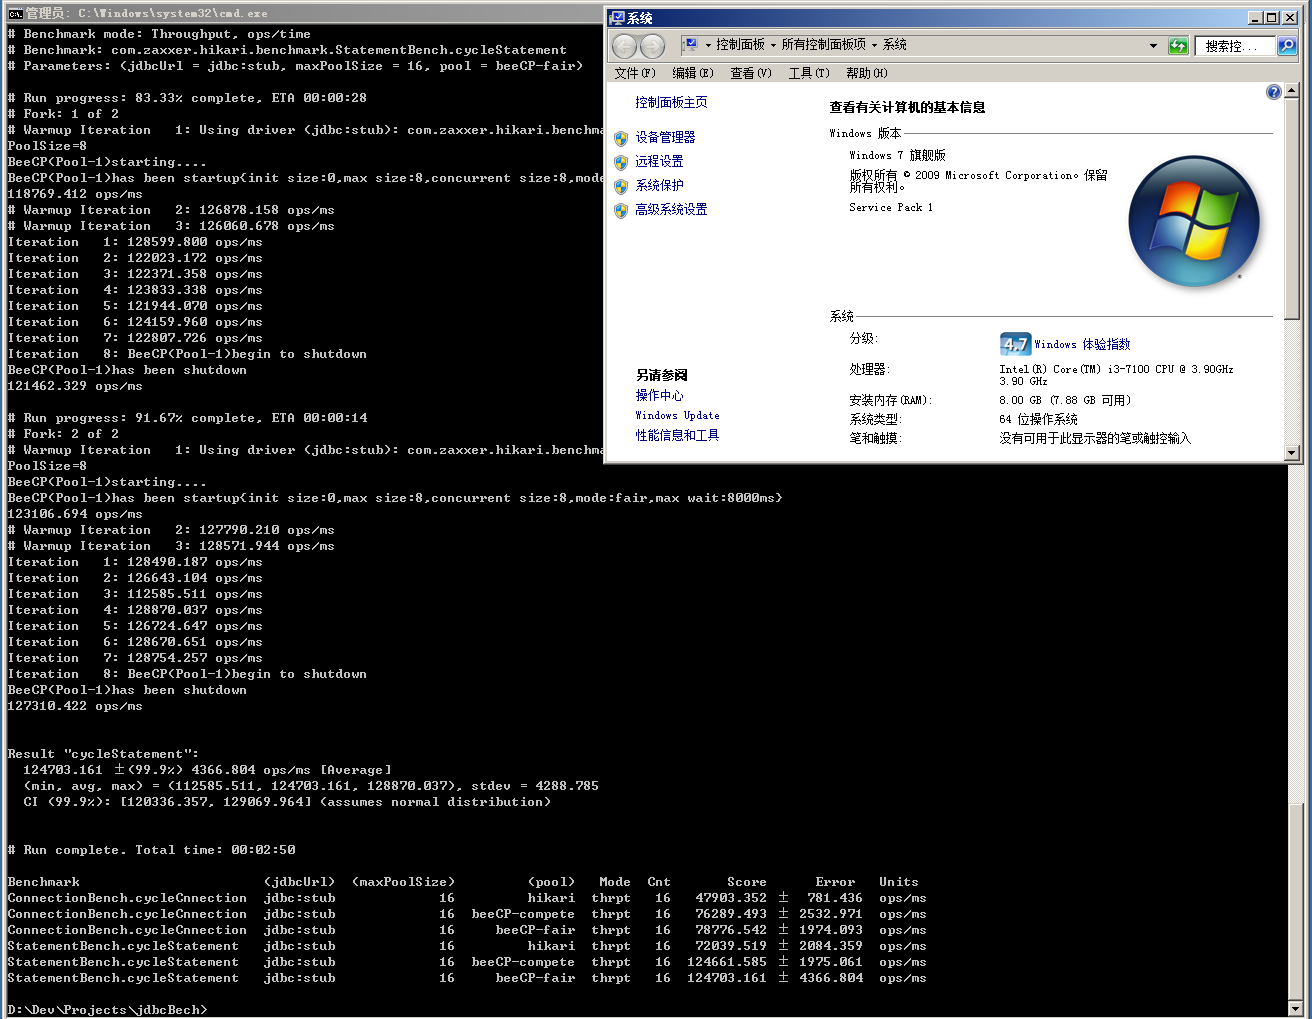 管理员: C:\Windows\system32\cmd.exe
# Benchmark mode: Throughput, ops/time
# Benchmark: com.zaxxer.hikari.benchmark.StatementBench.cycleStatement
# Parameters: (jdbcUrl = jdbc:stub, maxPoolSize = 16, pool = beeCP-fair)
# Run progress: 83.33% complete, ETA 00:00:28
# Fork: 1 of 2
# Warmup Iteration   1: Using driver (jdbc:stub): com.zaxxer.hikari.benchma
PoolSize=8
BeeCP(Pool-1)starting....
BeeCP(Pool-1)has been startup{init size:0,max size:8,concurrent size:8,mode
118769.412 ops/ms
# Warmup Iteration   2: 126878.158 ops/ms
# Warmup Iteration   3: 126060.678 ops/ms
Iteration   1: 128599.800 ops/ms
Iteration   2: 122023.172 ops/ms
Iteration   3: 122371.358 ops/ms
Iteration   4: 123833.338 ops/ms
Iteration   5: 121944.070 ops/ms
Iteration   6: 124159.960 ops/ms
Iteration   7: 122807.726 ops/ms
Iteration   8: BeeCP(Pool-1)begin to shutdown
BeeCP(Pool-1)has been shutdown
121462.329 ops/ms
# Run progress: 91.67% complete, ETA 00:00:14
# Fork: 2 of 2
# Warmup Iteration   1: Using driver (jdbc:stub): com.zaxxer.hikari.benchma
PoolSize=8
BeeCP(Pool-1)starting....
BeeCP(Pool-1)has been startup{init size:0,max size:8,concurrent size:8,mode:fair,max wait:8000ms}
123106.694 ops/ms
# Warmup Iteration   2: 127790.210 ops/ms
# Warmup Iteration   3: 128571.944 ops/ms
Iteration   1: 128490.187 ops/ms
Iteration   2: 126643.104 ops/ms
Iteration   3: 112585.511 ops/ms
Iteration   4: 128870.037 ops/ms
Iteration   5: 126724.647 ops/ms
Iteration   6: 128670.651 ops/ms
Iteration   7: 128754.257 ops/ms
Iteration   8: BeeCP(Pool-1)begin to shutdown
BeeCP(Pool-1)has been shutdown
127310.422 ops/ms
Result "cycleStatement":
124703.161 ±(99.9%) 4366.804 ops/ms [Average]
(min, avg, max) = (112585.511, 124703.161, 128870.037), stdev = 4288.785
CI (99.9%): [120336.357, 129069.964] (assumes normal distribution)
# Run complete. Total time: 00:02:50
Benchmark (jdbcUrl) (maxPoolSize) (pool) Mode Cnt Score Error Units
ConnectionBench.cycleCnnection jdbc:stub 16 hikari thrpt 16 47903.352 ± 781.436 ops/ms
ConnectionBench.cycleCnnection jdbc:stub 16 beeCP-compete thrpt 16 76289.493 ± 2532.971 ops/ms
ConnectionBench.cycleCnnection jdbc:stub 16 beeCP-fair thrpt 16 78776.542 ± 1974.093 ops/ms
StatementBench.cycleStatement jdbc:stub 16 hikari thrpt 16 72039.519 ± 2084.359 ops/ms
StatementBench.cycleStatement jdbc:stub 16 beeCP-compete thrpt 16 124661.585 ± 1975.061 ops/ms
StatementBench.cycleStatement jdbc:stub 16 beeCP-fair thrpt 16 124703.161 ± 4366.804 ops/ms
D:\Dev\Projects\jdbcBech>
系统
控制面板 所有控制面板项 系统
搜索控...
文件(F) 编辑(E) 查看(V) 工具(T) 帮助(H)
控制面板主页
设备管理器
远程设置
系统保护
高级系统设置
另请参阅
操作中心
Windows Update
性能信息和工具
查看有关计算机的基本信息
Windows 版本
Windows 7 旗舰版
版权所有 © 2009 Microsoft Corporation。保留
所有权利。
Service Pack 1
系统
分级: 4.7 Windows 体验指数
处理器: Intel(R) Core(TM) i3-7100 CPU @ 3.90GHz
3.90 GHz
安装内存(RAM): 8.00 GB (7.88 GB 可用)
系统类型: 64 位操作系统
笔和触摸: 没有可用于此显示器的笔或触控输入